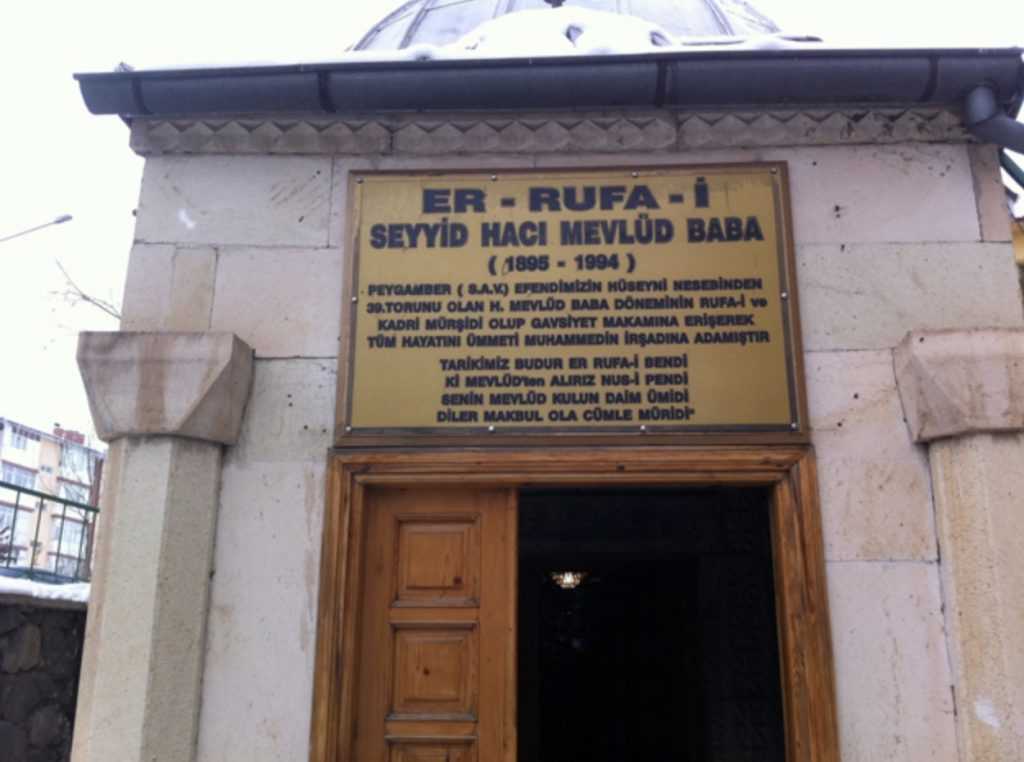 ER - RUFA - İ
SEYYİD HACI MEVLÜD BABA
( 1895 - 1994 )
PEYGAMBER ( S.A.V.) EFENDİMİZİN HÜSEYNİ NESEBİNDEN
39.TORUNU OLAN H. MEVLÜD BABA DÖNEMİNİN RUFA-İ ve
KADRİ MÜRŞİDİ OLUP GAVSİYET MAKAMINA ERİŞEREK
TÜM HAYATINI ÜMMETİ MUHAMMEDİN İRŞADINA ADAMIŞTIR
TARİKİMİZ BUDUR ER RUFA-İ BENDİ
Kİ MEVLÜD'ten ALIRIZ NUS-İ PENDİ
SENİN MEVLÜD KULUN DAİM ÜMİDİ
DİLER MAKBUL OLA CÜMLE MÜRİDİ"